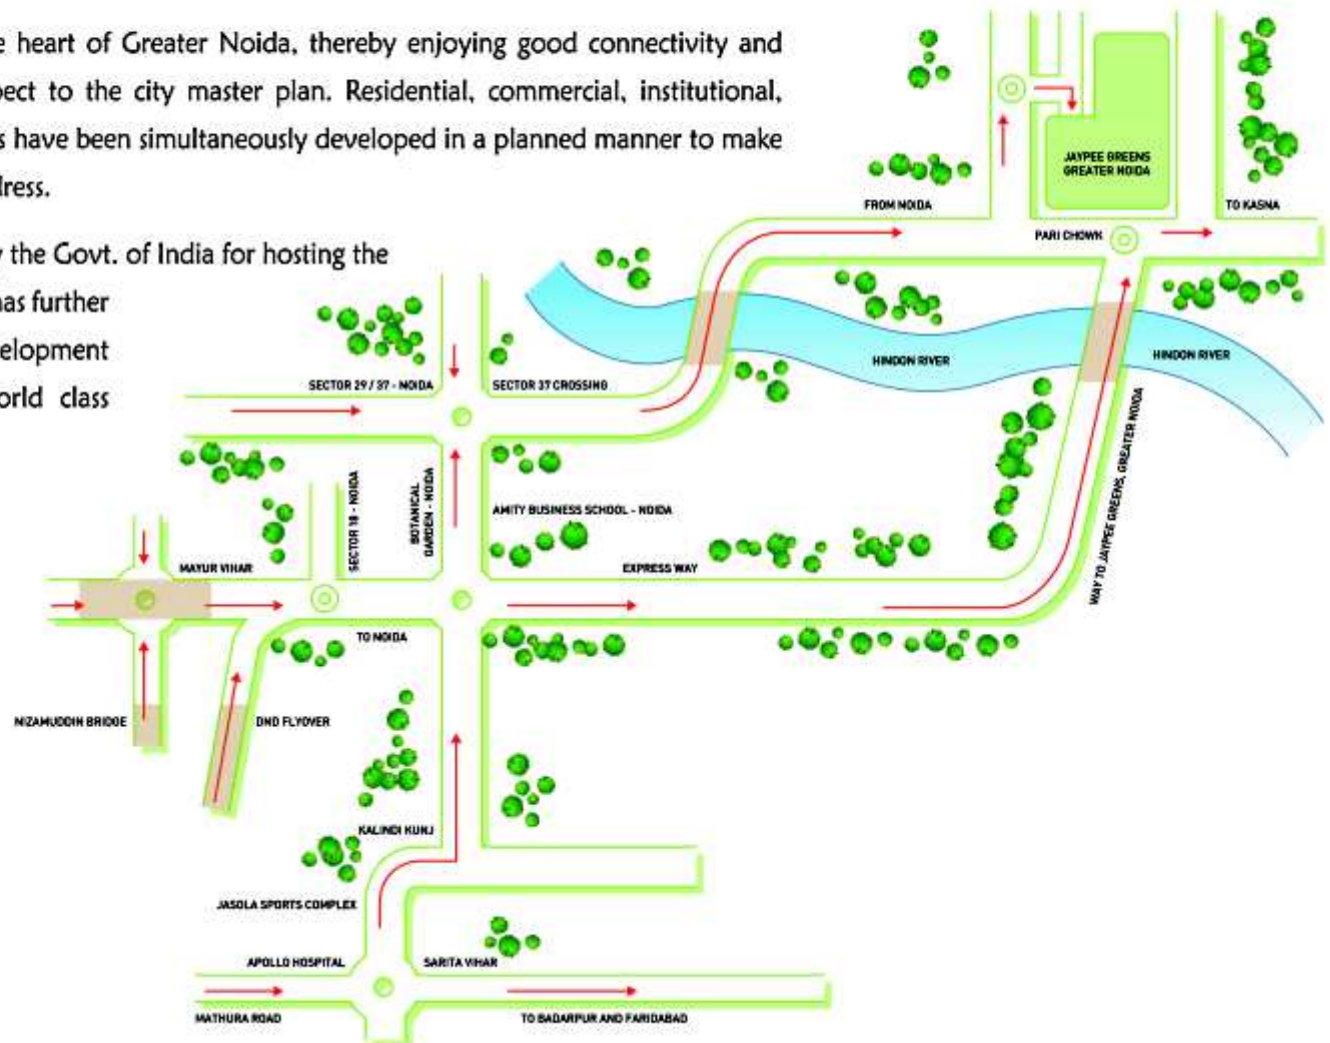 e heart of Greater Noida, thereby enjoying good connectivity and
pect to the city master plan. Residential, commercial, institutional,
s have been simultaneously developed in a planned manner to make
dress.
y the Govt. of India for hosting the
has further
elopment
orld class
JAYPEE GREENS
GREATER NOIDA
FROM NOIDA
TO KASNA
PARI CHOWK
HINDON RIVER
HINDON RIVER
SECTOR 29 / 37 - NOIDA
SECTOR 37 CROSSING
WAY TO JAYPEE GREENS, GREATER NOIDA
SECTOR 18 - NOIDA
BOTANICAL
GARDEN - NOIDA
AMITY BUSINESS SCHOOL - NOIDA
MAYUR VIHAR
EXPRESS WAY
TO NOIDA
NIZAMUDDIN BRIDGE
DND FLYOVER
KALINDI KUNJ
JASOLA SPORTS COMPLEX
APOLLO HOSPITAL
SARITA VIHAR
MATHURA ROAD
TO BADARPUR AND FARIDABAD